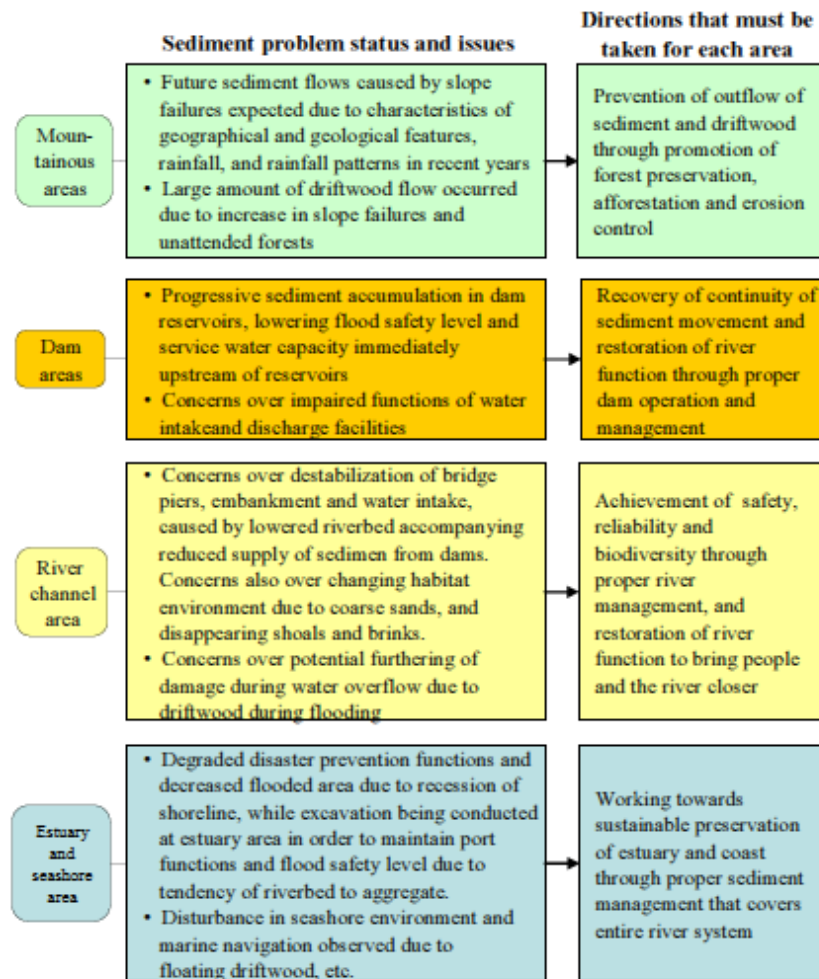 Sediment problem status and issues
Directions that must be
taken for each area
Moun-
tainous
areas
• Future sediment flows caused by slope
failures expected due to characteristics of
geographical and geological features,
rainfall, and rainfall patterns in recent years
• Large amount of driftwood flow occurred
due to increase in slope failures and
unattended forests
Prevention of outflow of
sediment and driftwood
through promotion of
forest preservation,
afforestation and erosion
control
Dam
areas
• Progressive sediment accumulation in dam
reservoirs, lowering flood safety level and
service water capacity immediately
upstream of reservoirs
• Concerns over impaired functions of water
intakeand discharge facilities
Recovery of continuity of
sediment movement and
restoration of river
function through proper
dam operation and
management
River
channel
area
• Concerns over destabilization of bridge
piers, embankment and water intake,
caused by lowered riverbed accompanying
reduced supply of sedimen from dams.
Concerns also over changing habitat
environment due to coarse sands, and
disappearing shoals and brinks.
• Concerns over potential furthering of
damage during water overflow due to
driftwood during flooding
Achievement of safety,
reliability and
biodiversity through
proper river
management, and
restoration of river
function to bring people
and the river closer
Estuary
and
seashore
area
• Degraded disaster prevention functions and
decreased flooded area due to recession of
shoreline, while excavation being conducted
at estuary area in order to maintain port
functions and flood safety level due to
tendency of riverbed to aggregate.
• Disturbance in seashore environment and
marine navigation observed due to
floating driftwood, etc.
Working towards
sustainable preservation
of estuary and coast
through proper sediment
management that covers
entire river system